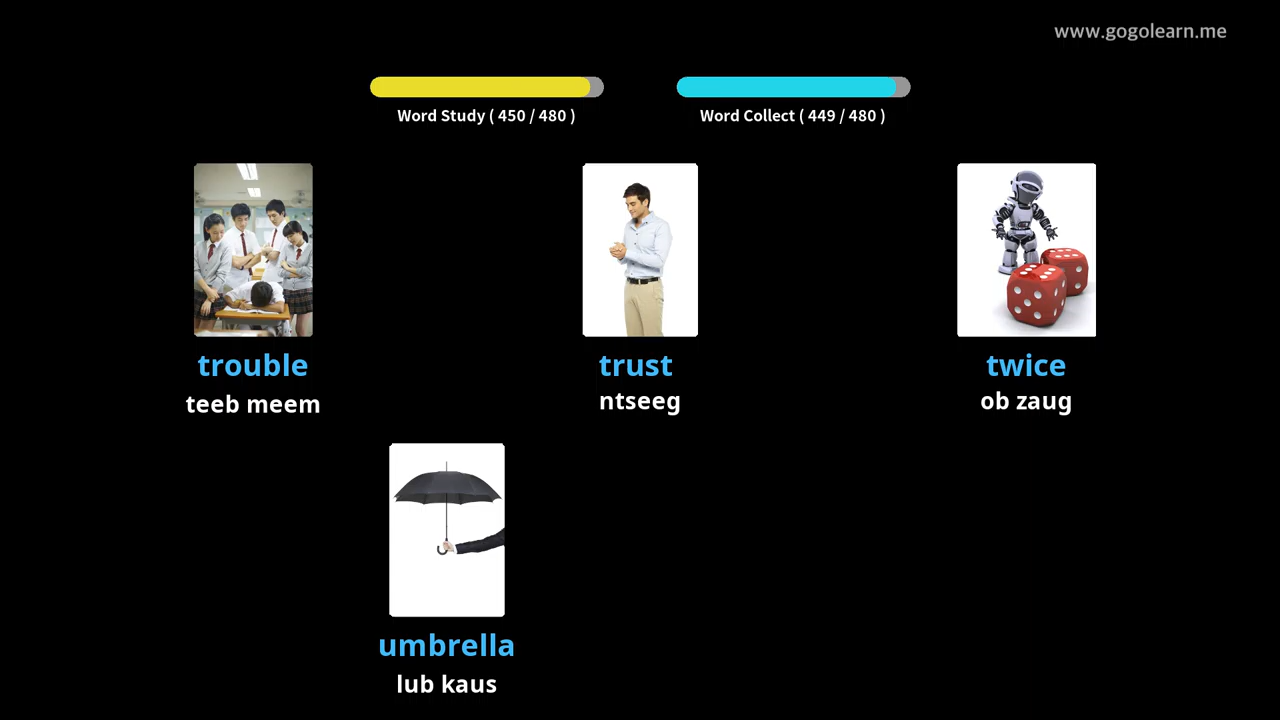 www.gogolearn.me
Word Study ( 450 / 480 )
Word Collect ( 449 / 480 )
trouble
teeb meem
trust
ntseeg
twice
ob zaug
umbrella
lub kaus